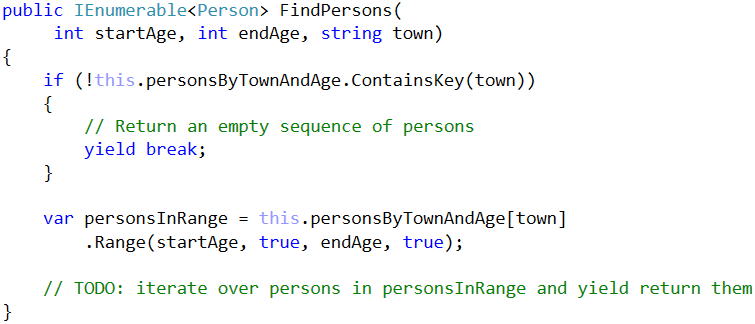 public IEnumerable<Person> FindPersons(
     int startAge, int endAge, string town)
{
    if (!this.personsByTownAndAge.ContainsKey(town))
    {
        // Return an empty sequence of persons
        yield break;
    }

    var personsInRange = this.personsByTownAndAge[town]
        .Range(startAge, true, endAge, true);

    // TODO: iterate over persons in personsInRange and yield return them
}